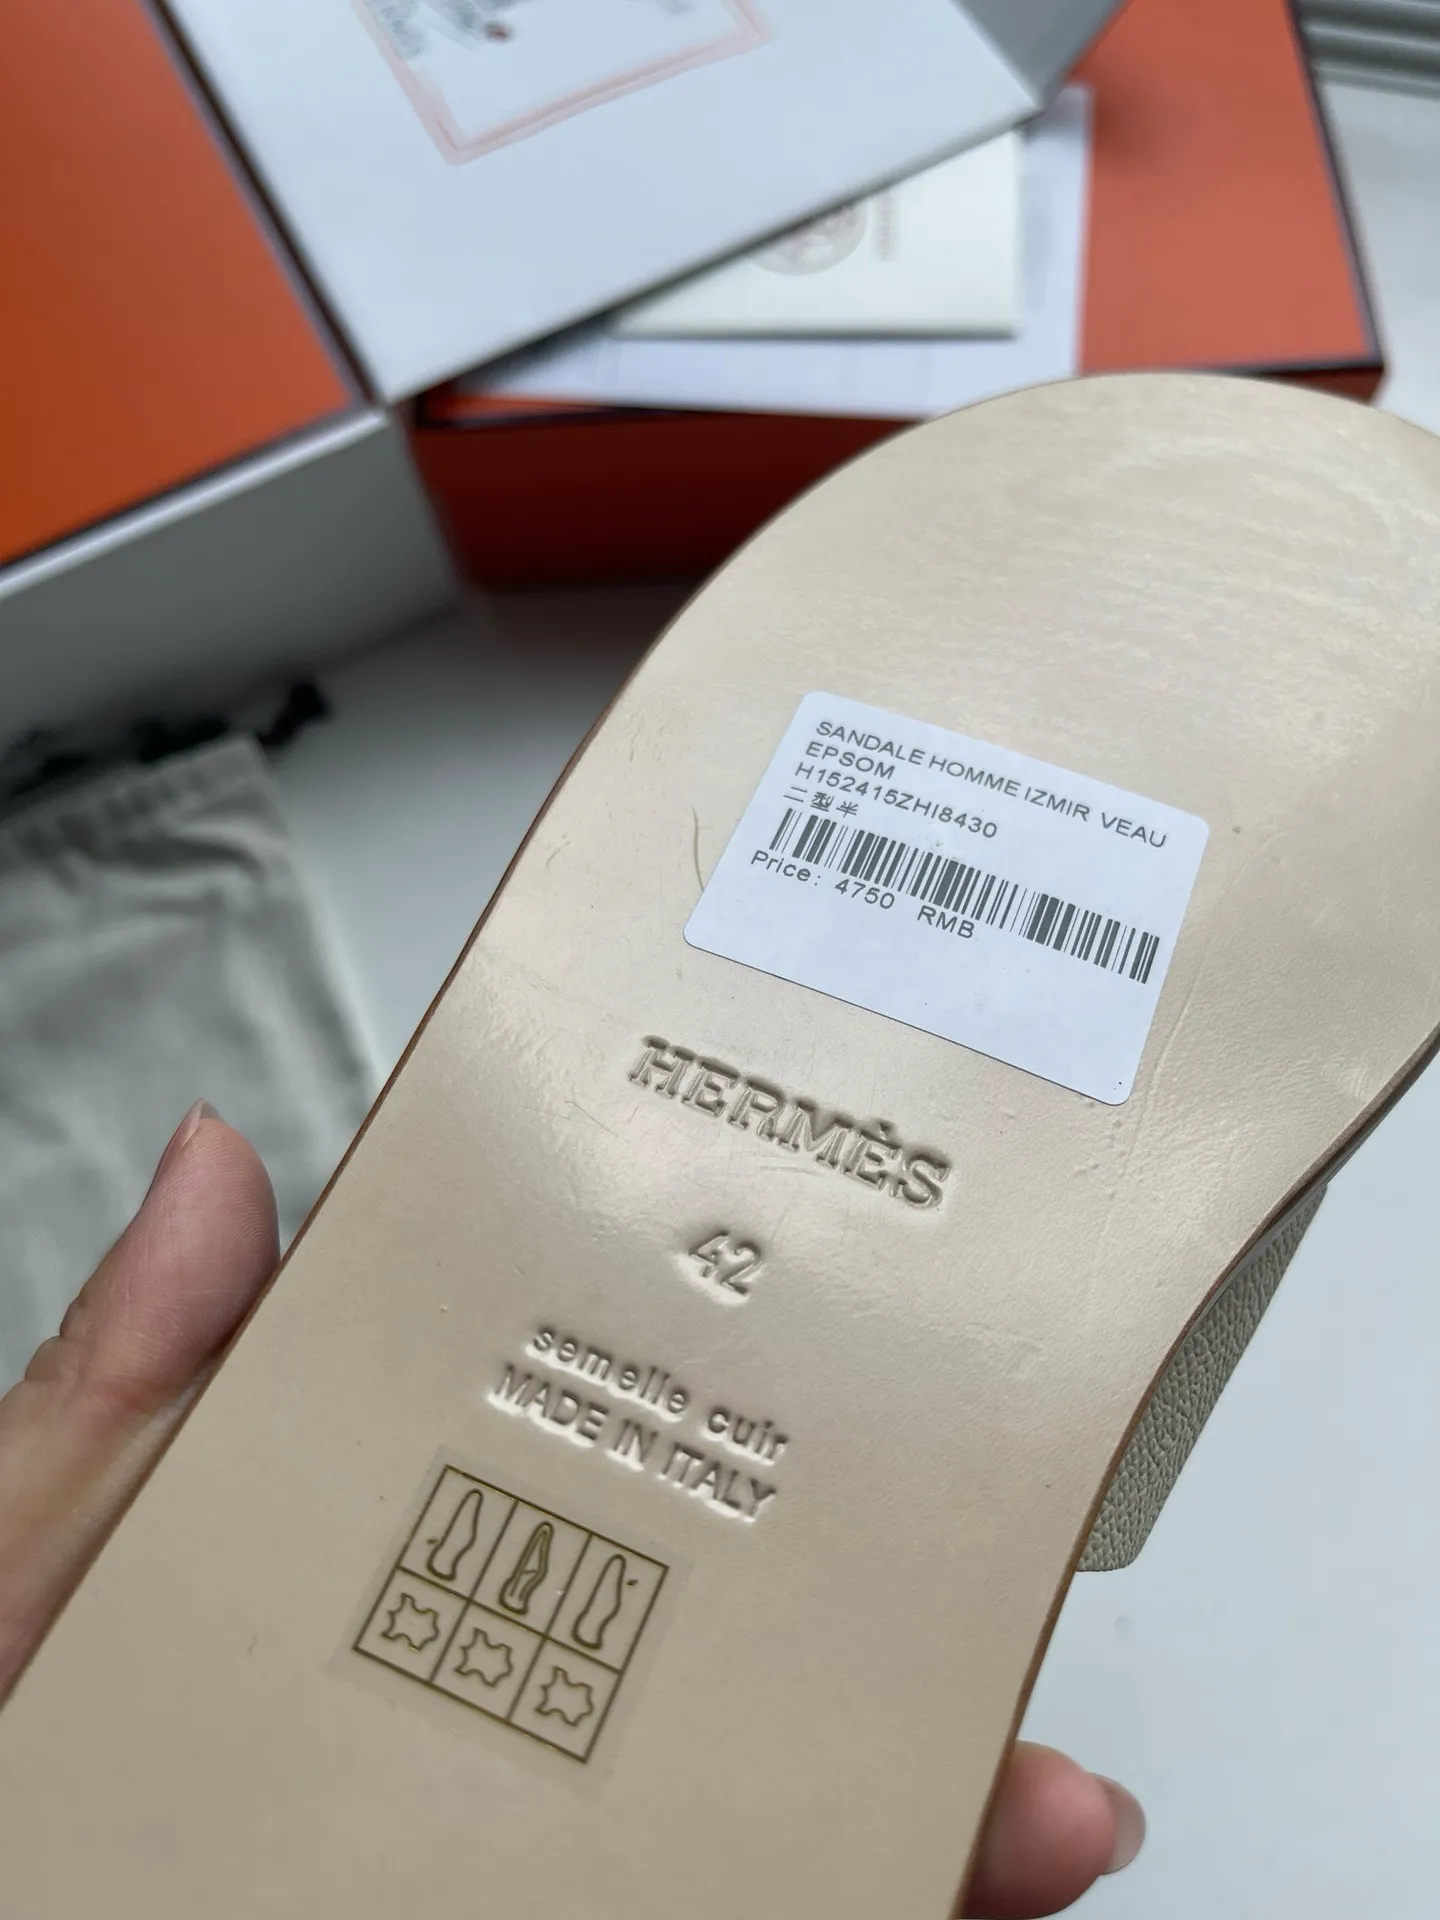 SANDALE HOMME IZMIR VEAU
EPSOM
H152415ZHI8430
二型半
Price: 4750 RMB
HERMÈS
42
semelle cuir
MADE IN ITALY